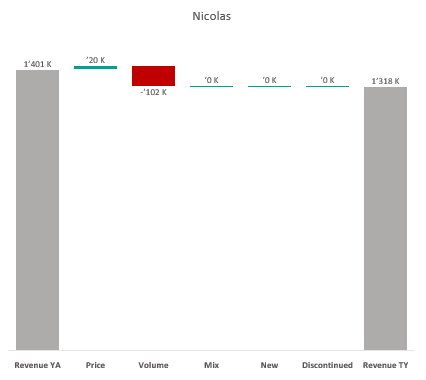 Nicolas
1'401 K
'20 K
-'102 K
'0 K
'0 K
'0 K
1'318 K
Revenue YA
Price
Volume
Mix
New
Discontinued
Revenue TY